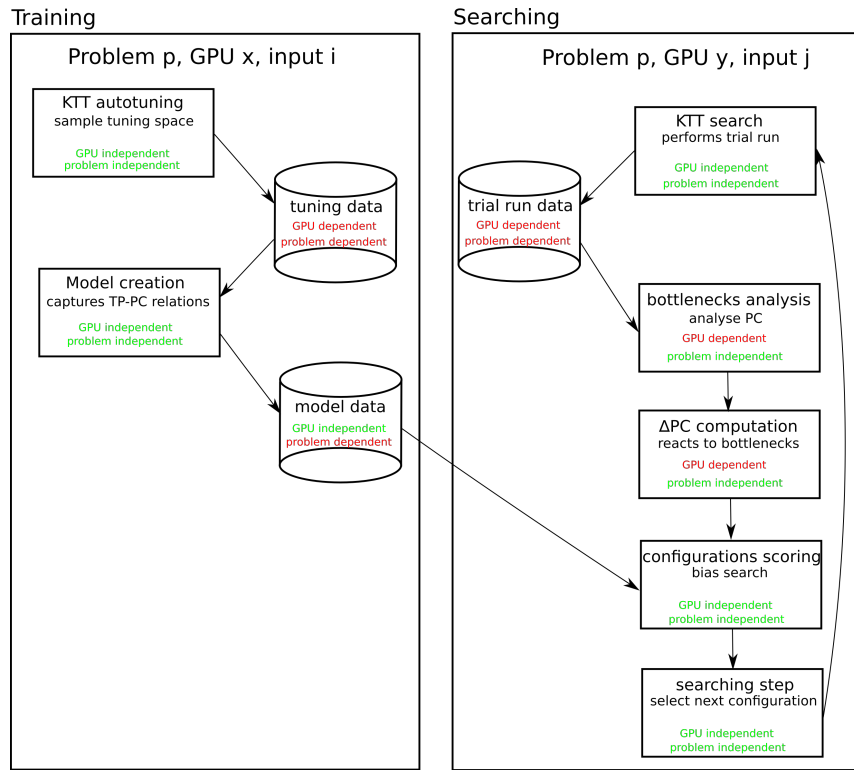 Training
Problem p, GPU x, input i
KTT autotuning
sample tuning space
GPU independent
problem independent
tuning data
GPU dependent
problem dependent
Model creation
captures TP-PC relations
GPU independent
problem independent
model data
GPU independent
problem dependent
Searching
Problem p, GPU y, input j
KTT search
performs trial run
GPU independent
problem independent
trial run data
GPU dependent
problem dependent
bottlenecks analysis
analyse PC
GPU dependent
problem independent
ΔPC computation
reacts to bottlenecks
GPU dependent
problem independent
configurations scoring
bias search
GPU independent
problem independent
searching step
select next configuration
GPU independent
problem independent